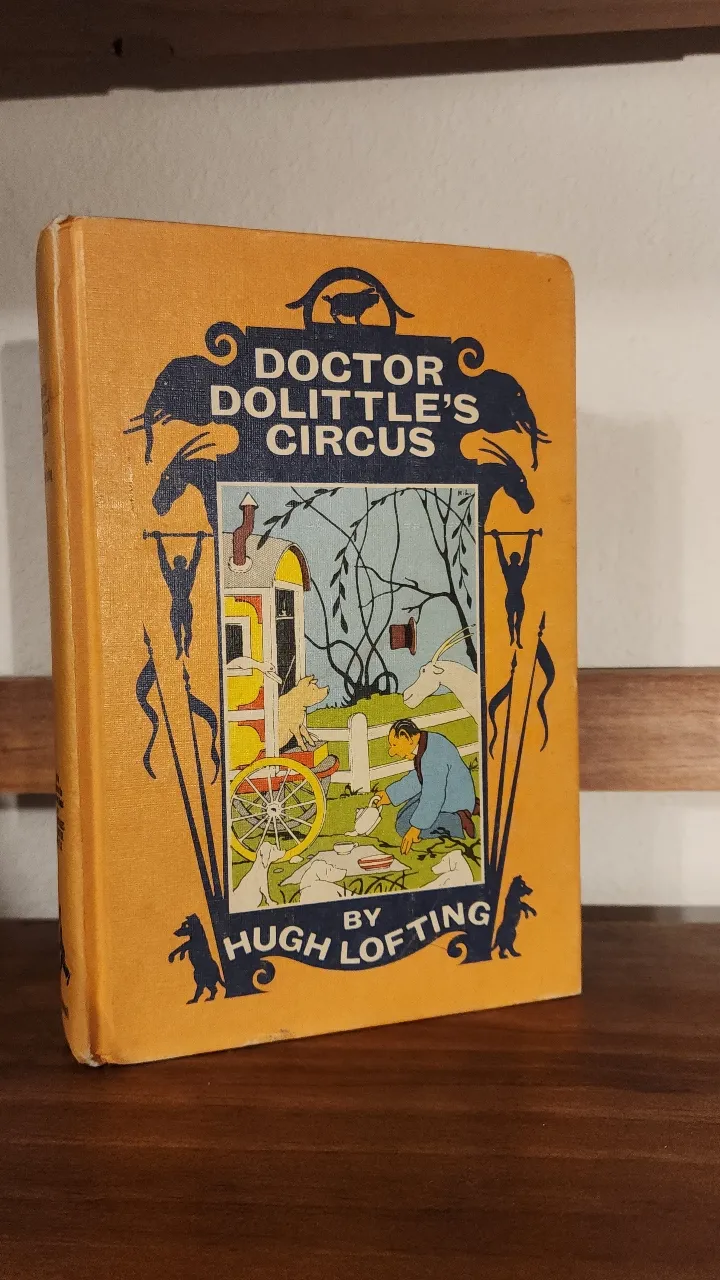 DOCTOR
DOLITTLE'S
CIRCUS
H.L.
BY
HUGH LOFTING